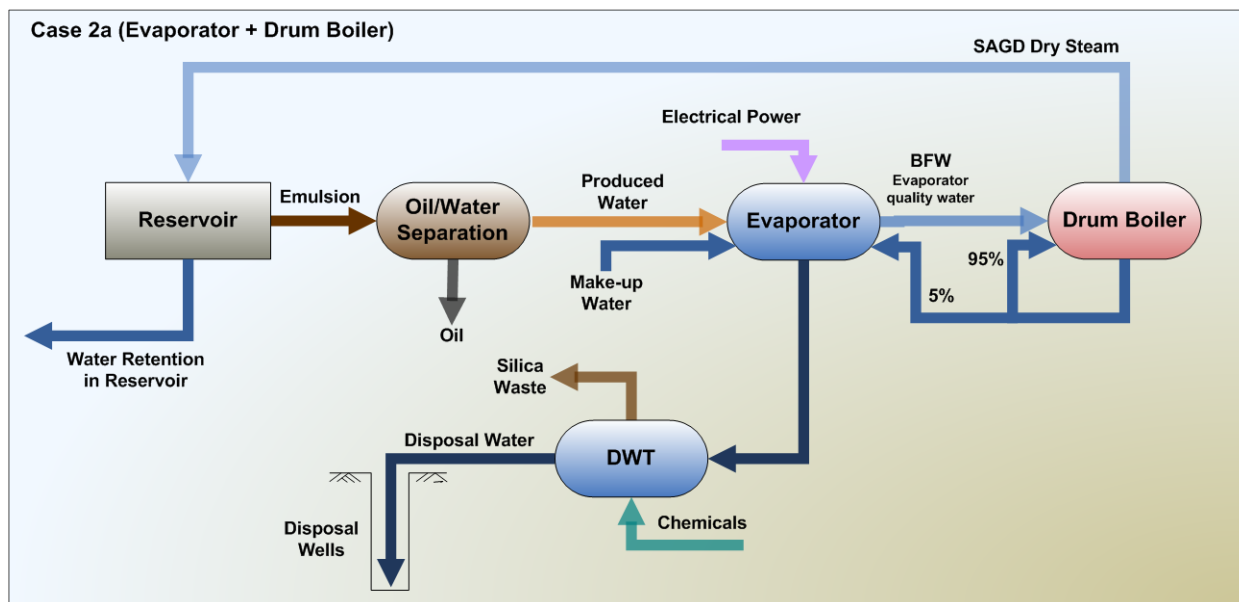 Case 2a (Evaporator + Drum Boiler)
SAGD Dry Steam
Electrical Power
BFW
Evaporator
quality water
Produced
Water
Emulsion
Reservoir
Oil/Water
Separation
Evaporator
Drum Boiler
95%
5%
Make-up
Water
Oil
Water Retention
in Reservoir
Silica
Waste
Disposal Water
DWT
Chemicals
Disposal
Wells